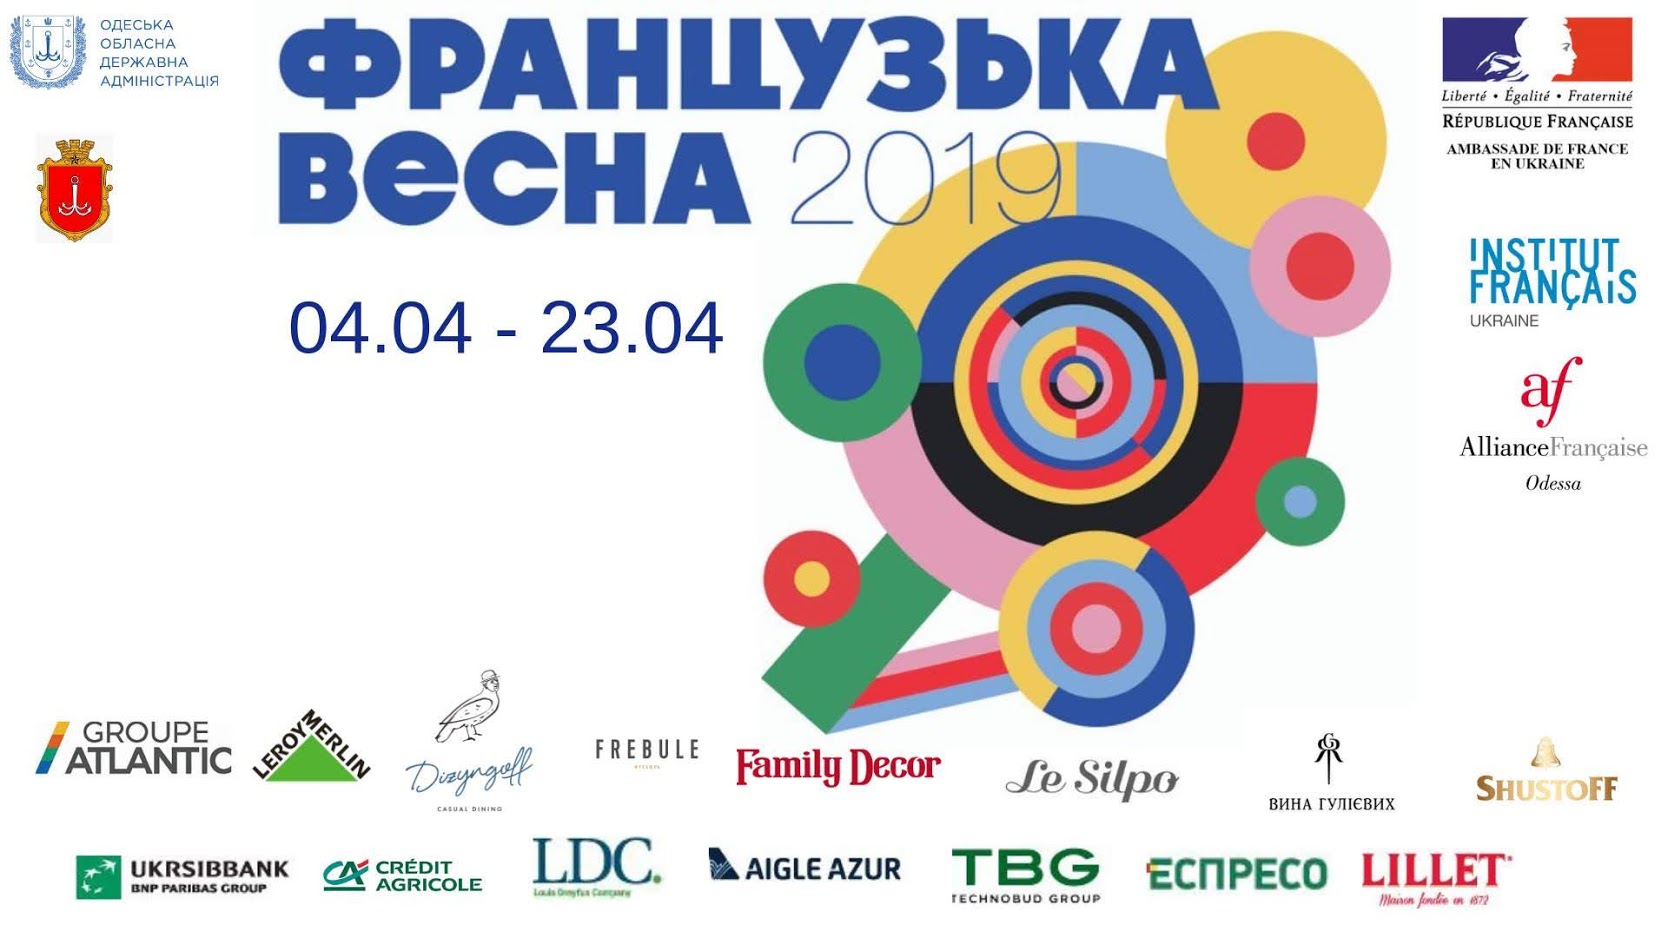 ОДЕСЬКА
ОБЛАСНА
ДЕРЖАВНА
АДМІНІСТРАЦІЯ
ФРАНЦУЗЬКА
ВЕСНА 2019
04.04 - 23.04
Liberté • Égalité • Fraternité
RÉPUBLIQUE FRANÇAISE
AMBASSADE DE FRANCE
EN UKRAINE
INSTITUT
FRANÇAIS
UKRAINE
af
AllianceFrançaise
Odessa
GROUPE
ATLANTIC
LEROY MERLIN
Dizyngoff
CASUAL DINING
FREBULE
Family Decor
Le Silpo
ВИНА ГУЛІЄВИХ
SHUSTOFF
UKRSIBBANK
BNP PARIBAS GROUP
CA CRÉDIT
AGRICOLE
LDC.
Louis Dreyfus Company
AIGLE AZUR
TBG
TECHNOBUD GROUP
ЕСПРЕСО
LILLET
Maison fondée en 1872